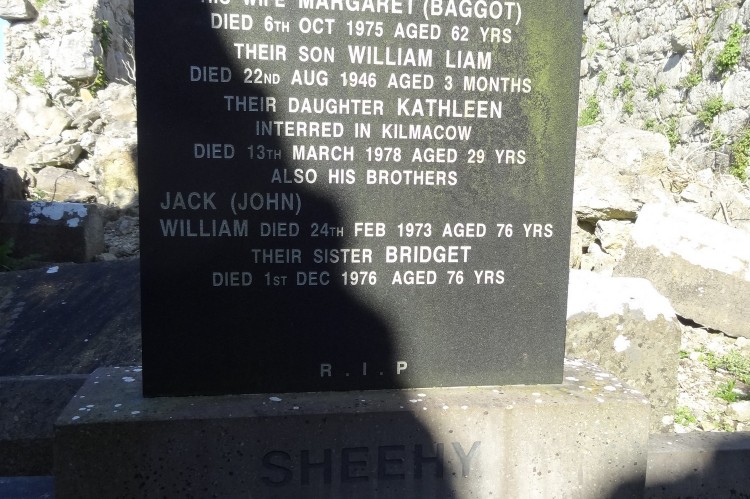 HIS WIFE MARGARET (BAGGOT)
DIED 6TH OCT 1975 AGED 62 YRS
THEIR SON WILLIAM LIAM
DIED 22ND AUG 1946 AGED 3 MONTHS
THEIR DAUGHTER KATHLEEN
INTERRED IN KILMACOW
DIED 13TH MARCH 1978 AGED 29 YRS
ALSO HIS BROTHERS
JACK (JOHN)
WILLIAM DIED 24TH FEB 1973 AGED 76 YRS
THEIR SISTER BRIDGET
DIED 1ST DEC 1976 AGED 76 YRS
R.I.P
SHEEHY